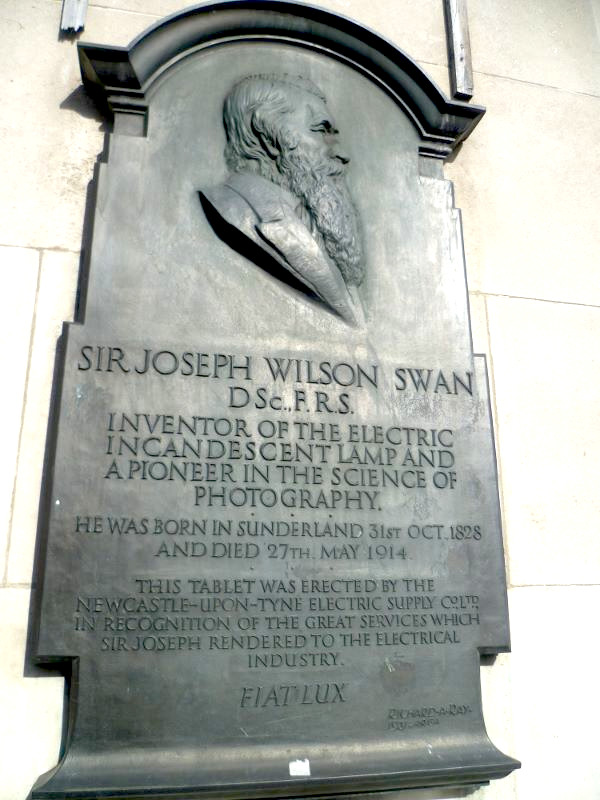 SIR JOSEPH WILSON SWAN
D Sc., F.R.S.
INVENTOR OF THE ELECTRIC
INCANDESCENT LAMP AND
A PIONEER IN THE SCIENCE OF
PHOTOGRAPHY.
HE WAS BORN IN SUNDERLAND 31ST OCT. 1828
AND DIED 27TH. MAY 1914.
THIS TABLET WAS ERECTED BY THE
NEWCASTLE-UPON-TYNE ELECTRIC SUPPLY CO. LTD.
IN RECOGNITION OF THE GREAT SERVICES WHICH
SIR JOSEPH RENDERED TO THE ELECTRICAL
INDUSTRY.
FIAT LUX
RICHARD·A·RAY·